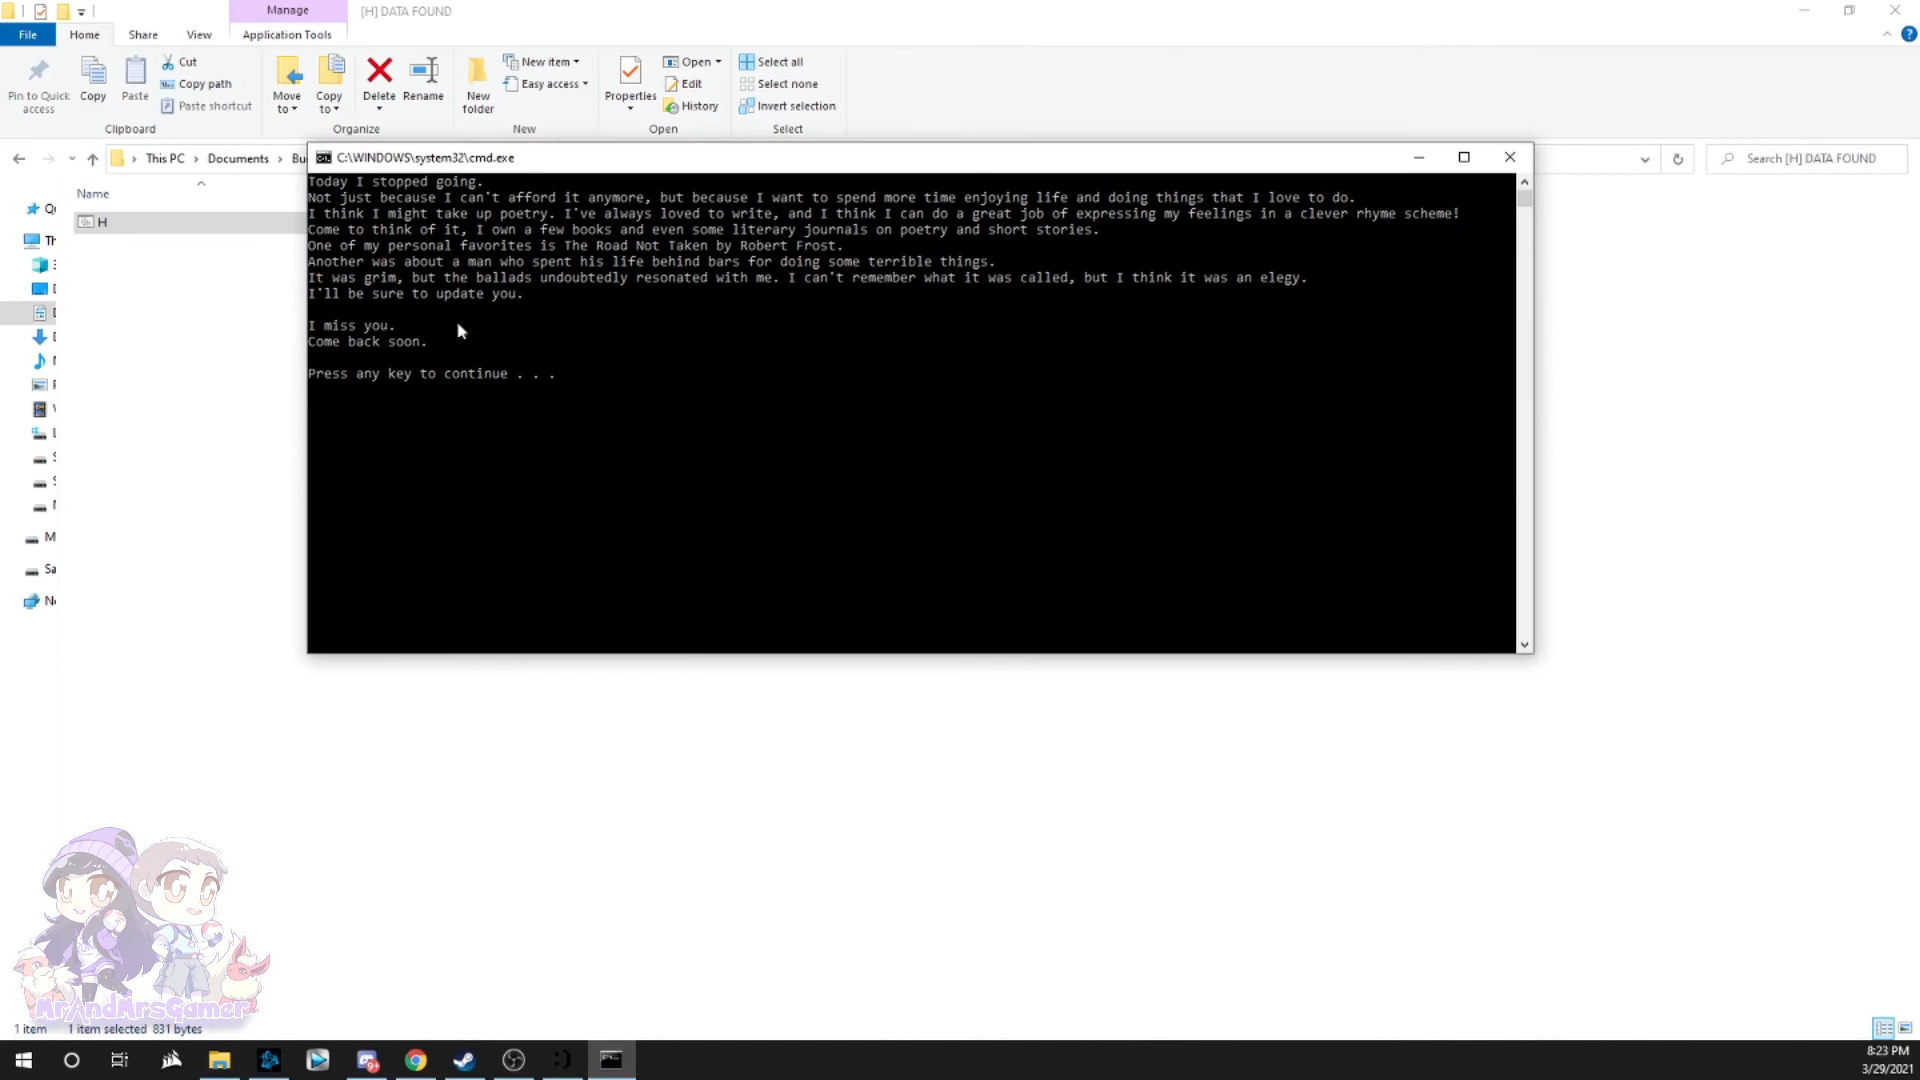 Manage
[H] DATA FOUND
File
Home
Share
View
Application Tools
Pin to Quick access
Copy
Paste
Cut
Copy path
Paste shortcut
Move to
Copy to
Delete
Rename
New folder
New item
Easy access
Properties
Open
Edit
History
Select all
Select none
Invert selection
Clipboard
Organize
New
Open
Select
This PC
Documents
Search [H] DATA FOUND
Name
H
C:\WINDOWS\system32\cmd.exe
Today I stopped going.
Not just because I can't afford it anymore, but because I want to spend more time enjoying life and doing things that I love to do.
I think I might take up poetry. I've always loved to write, and I think I can do a great job of expressing my feelings in a clever rhyme scheme!
Come to think of it, I own a few books and even some literary journals on poetry and short stories.
One of my personal favorites is The Road Not Taken by Robert Frost.
Another was about a man who spent his life behind bars for doing some terrible things.
It was grim, but the ballads undoubtedly resonated with me. I can't remember what it was called, but I think it was an elegy.
I'll be sure to update you.
I miss you.
Come back soon.
Press any key to continue . . .
MrAndMrsGamer
1 item
1 item selected 831 bytes
8:23 PM
3/29/2021